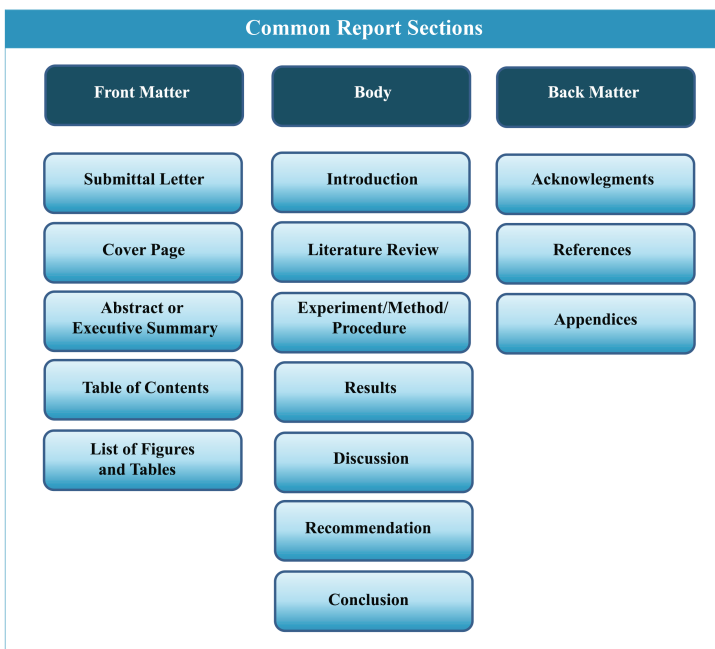 Common Report Sections
Front Matter
Body
Back Matter
Submittal Letter
Introduction
Acknowlegments
Cover Page
Literature Review
References
Abstract or
Executive Summary
Experiment/Method/
Procedure
Appendices
Table of Contents
Results
List of Figures
and Tables
Discussion
Recommendation
Conclusion